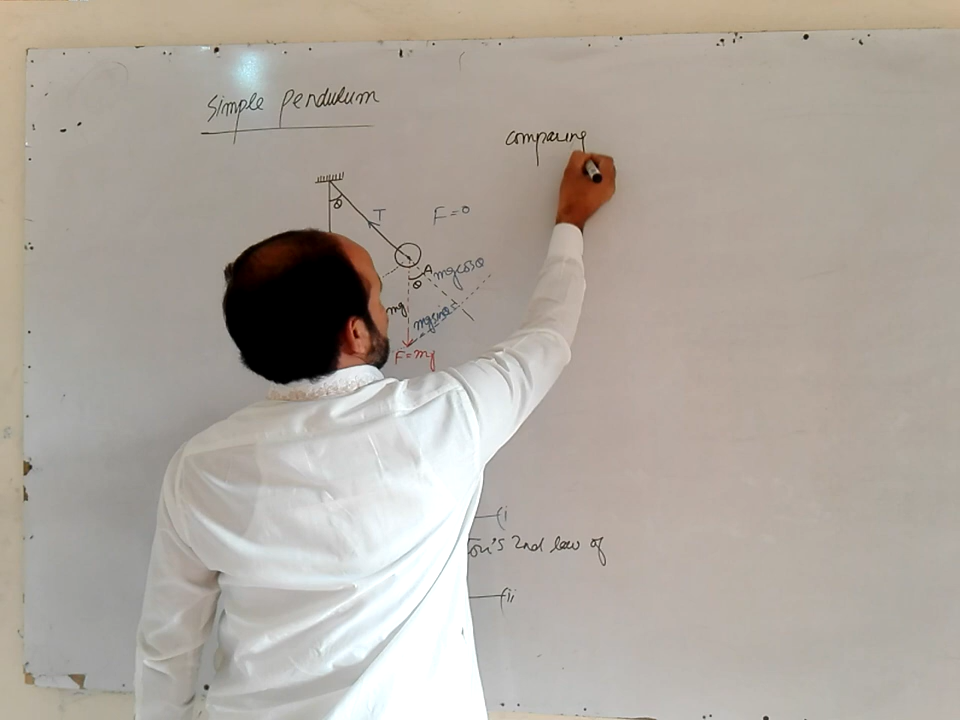 Simple Pendulum
comparing
θ
T
F=0
A
mgcosθ
θ
mg
mgsinθ
F=mg
(i
ton's 2nd law of
(ii